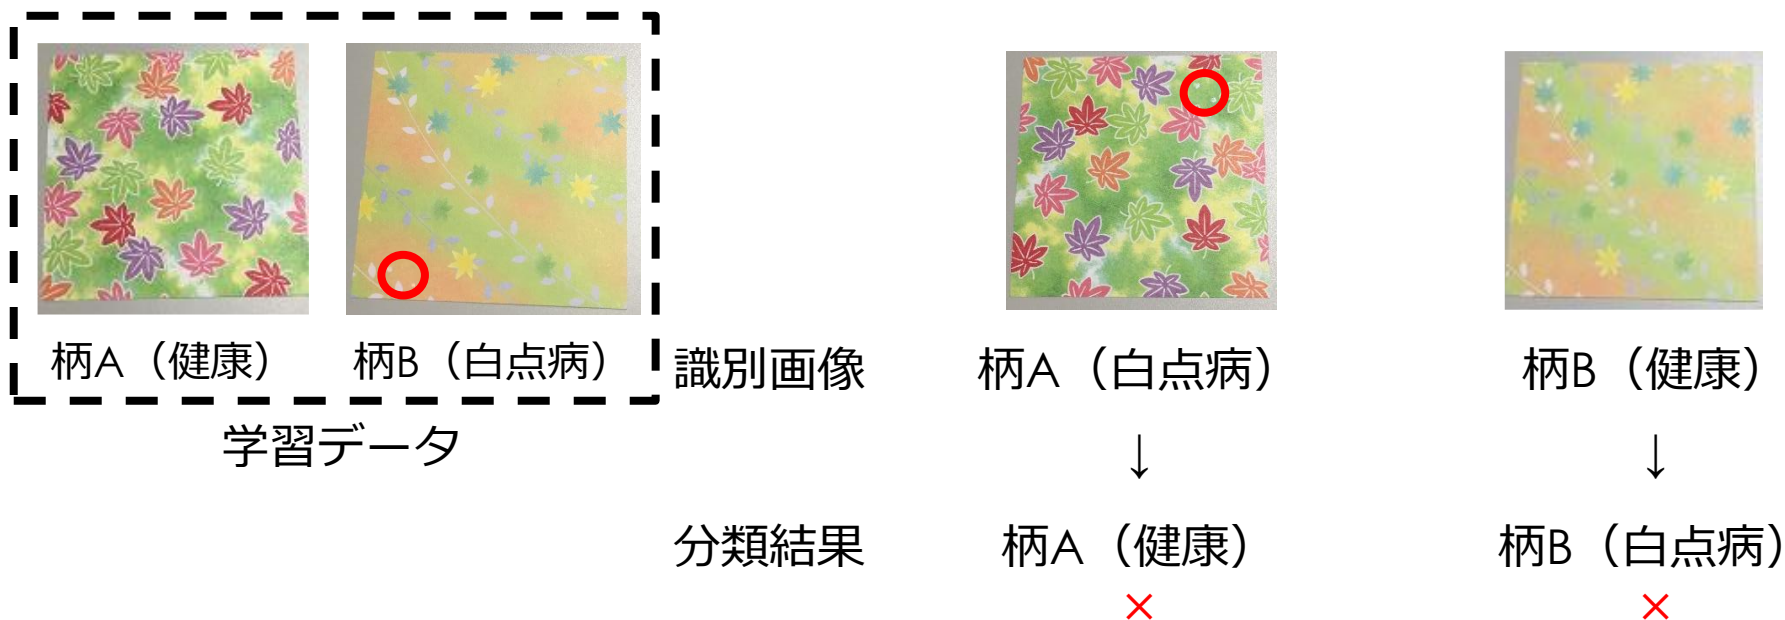 柄A（健康）
柄B（白点病）
学習データ
識別画像
柄A（白点病）
柄B（健康）
↓
↓
分類結果
柄A（健康）
柄B（白点病）
×
×